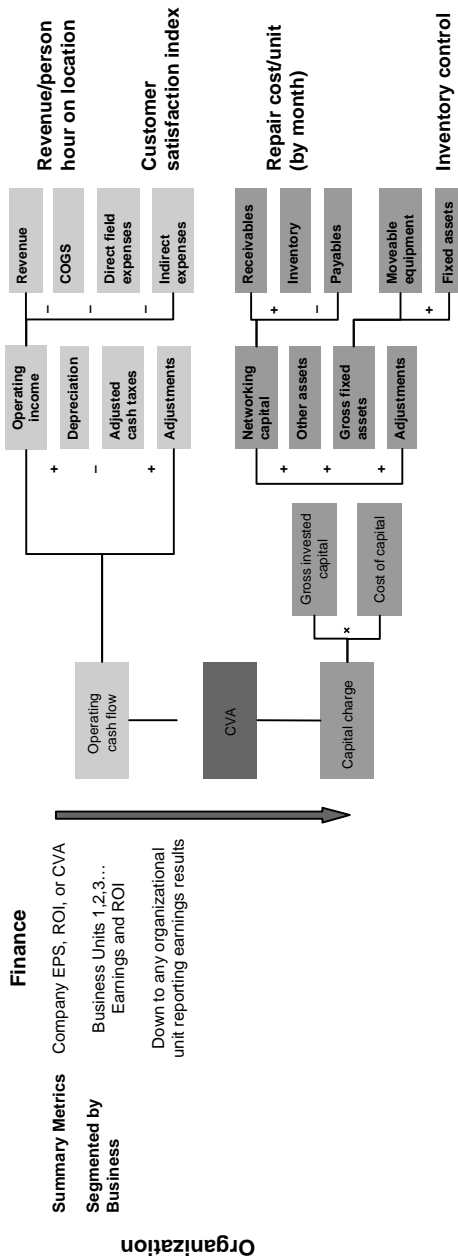 Finance
Organization
Summary Metrics
Company EPS, ROI, or CVA
Segmented by
Business
Business Units 1,2,3...
Earnings and ROI
Down to any organizational
unit reporting earnings results
Operating
cash flow
CVA
Capital charge
Gross invested
capital
×
Cost of capital
Operating
income
+
Depreciation
–
Adjusted
cash taxes
+
Adjustments
Revenue
–
COGS
–
Direct field
expenses
–
Indirect
expenses
Networking
capital
+
Other assets
+
Gross fixed
assets
+
Adjustments
Receivables
+
Inventory
–
Payables
Moveable
equipment
+
Fixed assets
Revenue/person
hour on location
Customer
satisfaction index
Repair cost/unit
(by month)
Inventory control